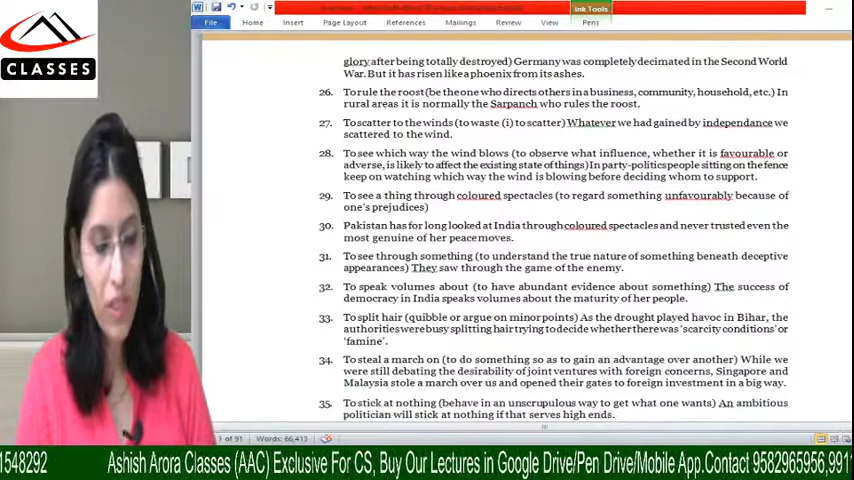 CLASSES
Ink Tools
File Home Insert Page Layout References Mailings Review View Pens
glory after being totally destroyed) Germany was completely decimated in the Second World
War. But it has risen like a phoenix from its ashes.
26. To rule the roost(be the one who directs others in a business, community, household, etc.) In
rural areas it is normally the Sarpanch who rules the roost.
27. To scatter to the winds (to waste (i) to scatter) Whatever we had gained by independance we
scattered to the wind.
28. To see which way the wind blows (to observe what influence, whether it is favourable or
adverse, is likely to affect the existing state of things) In party-politics people sitting on the fence
keep on watching which way the wind is blowing before deciding whom to support.
29. To see a thing through coloured spectacles (to regard something unfavourably because of
one's prejudices)
30. Pakistan has for long looked at India through coloured spectacles and never trusted even the
most genuine of her peace moves.
31. To see through something (to understand the true nature of something beneath deceptive
appearances) They saw through the game of the enemy.
32. To speak volumes about (to have abundant evidence about something) The success of
democracy in India speaks volumes about the maturity of her people.
33. To split hair (quibble or argue on minor points) As the drought played havoc in Bihar, the
authorities were busy splitting hair trying to decide whether there was 'scarcity conditions' or
'famine'.
34. To steal a march on (to do something so as to gain an advantage over another) While we
were still debating the desirability of joint ventures with foreign concerns, Singapore and
Malaysia stole a march over us and opened their gates to foreign investment in a big way.
35. To stick at nothing (behave in an unscrupulous way to get what one wants) An ambitious
politician will stick at nothing if that serves high ends.
of 91 Words: 66,413
1548292 Ashish Arora Classes (AAC) Exclusive For CS, Buy Our Lectures in Google Drive/Pen Drive/Mobile App.Contact 9582965956,991